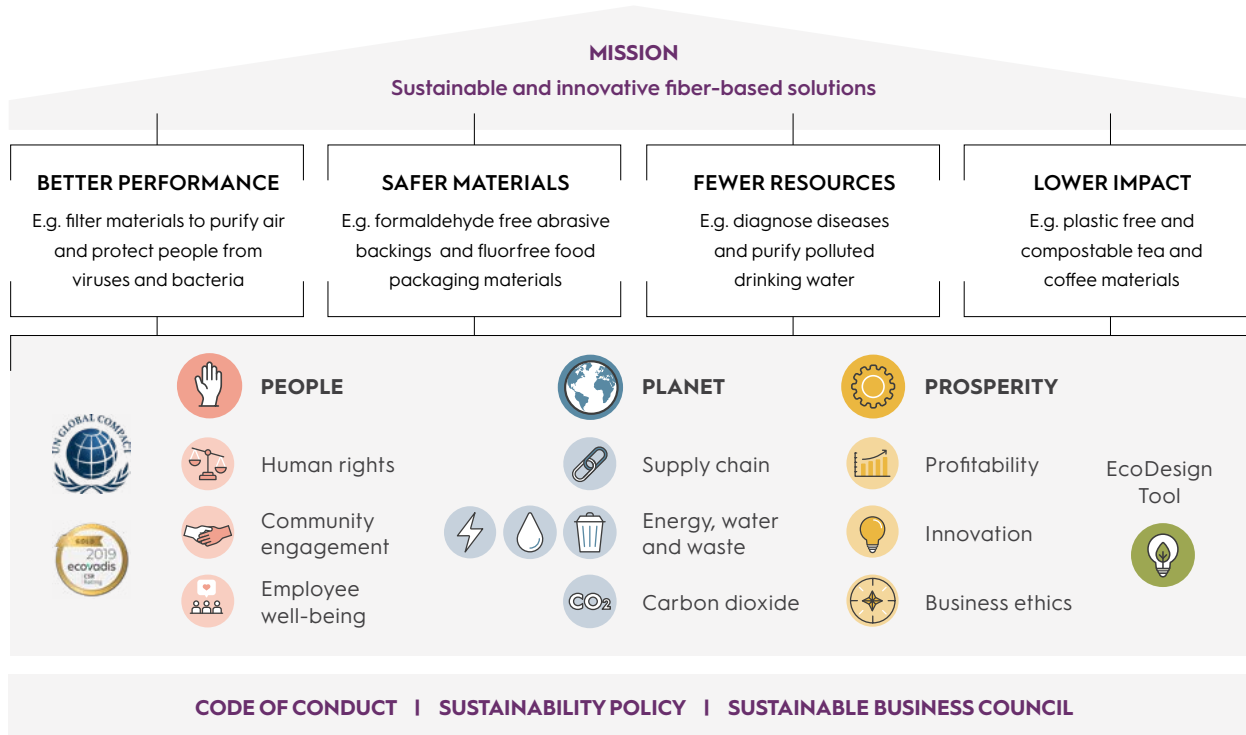 MISSION
Sustainable and innovative fiber-based solutions
BETTER PERFORMANCE
E.g. filter materials to purify air
and protect people from
viruses and bacteria
SAFER MATERIALS
E.g. formaldehyde free abrasive
backings and fluorfree food
packaging materials
FEWER RESOURCES
E.g. diagnose diseases
and purify polluted
drinking water
LOWER IMPACT
E.g. plastic free and
compostable tea and
coffee materials
UN GLOBAL COMPACT
GOLD
2019
ecovadis
CSR
Rating
PEOPLE
Human rights
Community
engagement
Employee
well-being
PLANET
Supply chain
Energy, water
and waste
CO₂
Carbon dioxide
PROSPERITY
Profitability
Innovation
Business ethics
EcoDesign
Tool
CODE OF CONDUCT | SUSTAINABILITY POLICY | SUSTAINABLE BUSINESS COUNCIL